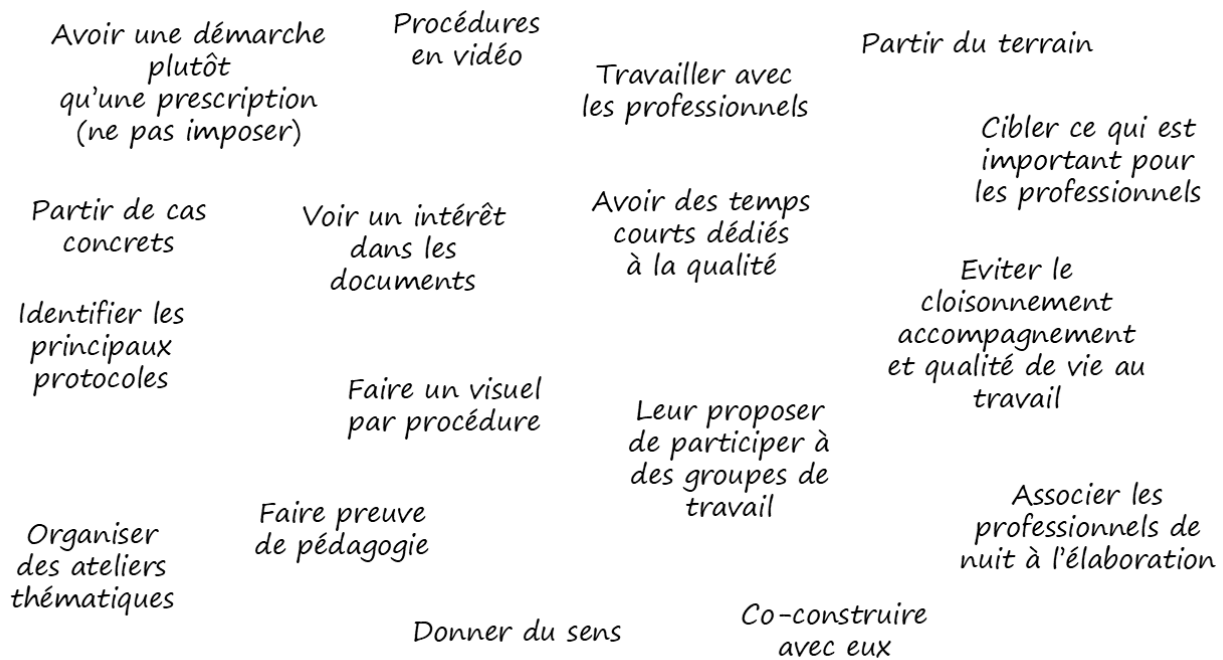 Avoir une démarche
plutôt
qu'une prescription
(ne pas imposer)
Procédures
en vidéo
Travailler avec
les professionnels
Partir du terrain
Cibler ce qui est
important pour
les professionnels
Partir de cas
concrets
Voir un intérêt
dans les
documents
Avoir des temps
courts dédiés
à la qualité
Eviter le
cloisonnement
accompagnement
et qualité de vie au
travail
Identifier les
principaux
protocoles
Faire un visuel
par procédure
Leur proposer
de participer à
des groupes de
travail
Associer les
professionnels de
nuit à l'élaboration
Organiser
des ateliers
thématiques
Faire preuve
de pédagogie
Donner du sens
Co-construire
avec eux